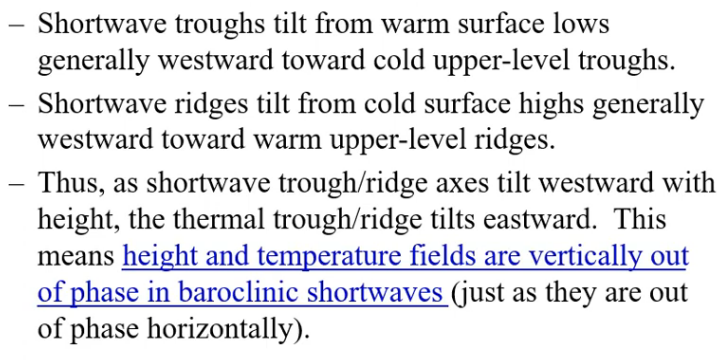 – Shortwave troughs tilt from warm surface lows
generally westward toward cold upper-level troughs.
– Shortwave ridges tilt from cold surface highs generally
westward toward warm upper-level ridges.
– Thus, as shortwave trough/ridge axes tilt westward with
height, the thermal trough/ridge tilts eastward.  This
means height and temperature fields are vertically out
of phase in baroclinic shortwaves (just as they are out
of phase horizontally).